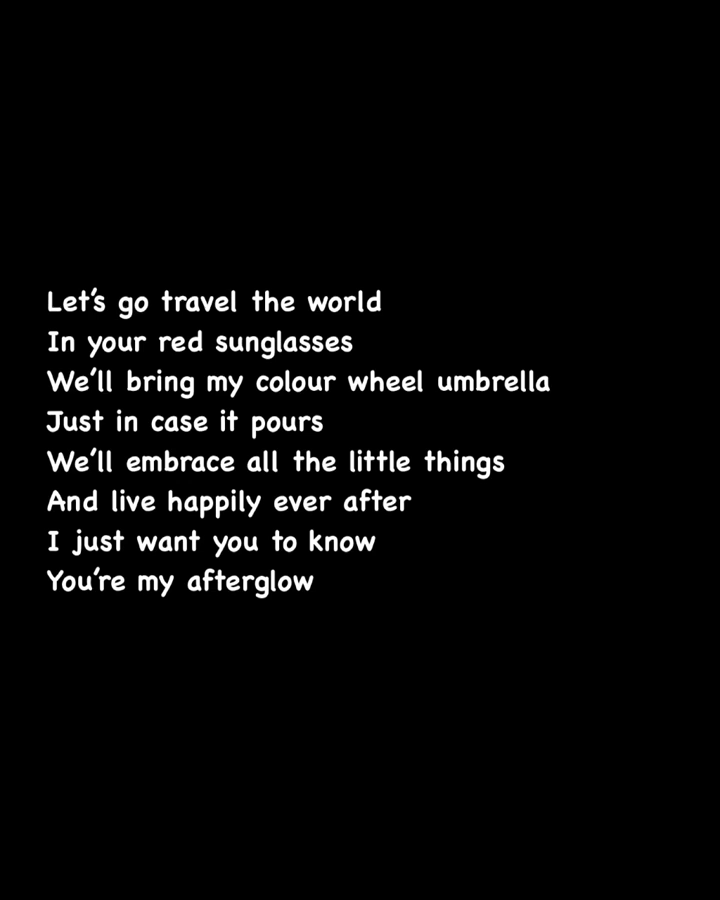 Let's go travel the world
In your red sunglasses
We'll bring my colour wheel umbrella
Just in case it pours
We'll embrace all the little things
And live happily ever after
I just want you to know
You're my afterglow